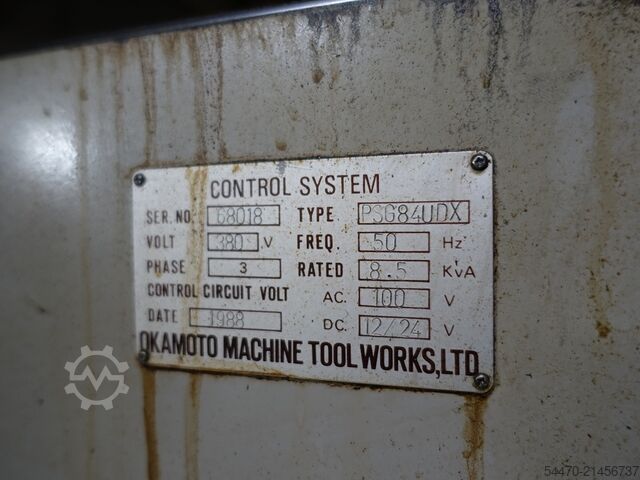 CONTROL SYSTEM
SER. NO. 68018 TYPE PSG84UDX
VOLT 380 V FREQ. 50 Hz
PHASE 3 RATED 8.5 KVA
CONTROL CIRCUIT VOLT AC. 100 V
DATE 1988 DC. 12/24 V
OKAMOTO MACHINE TOOL WORKS,LTD.
54470-21456737